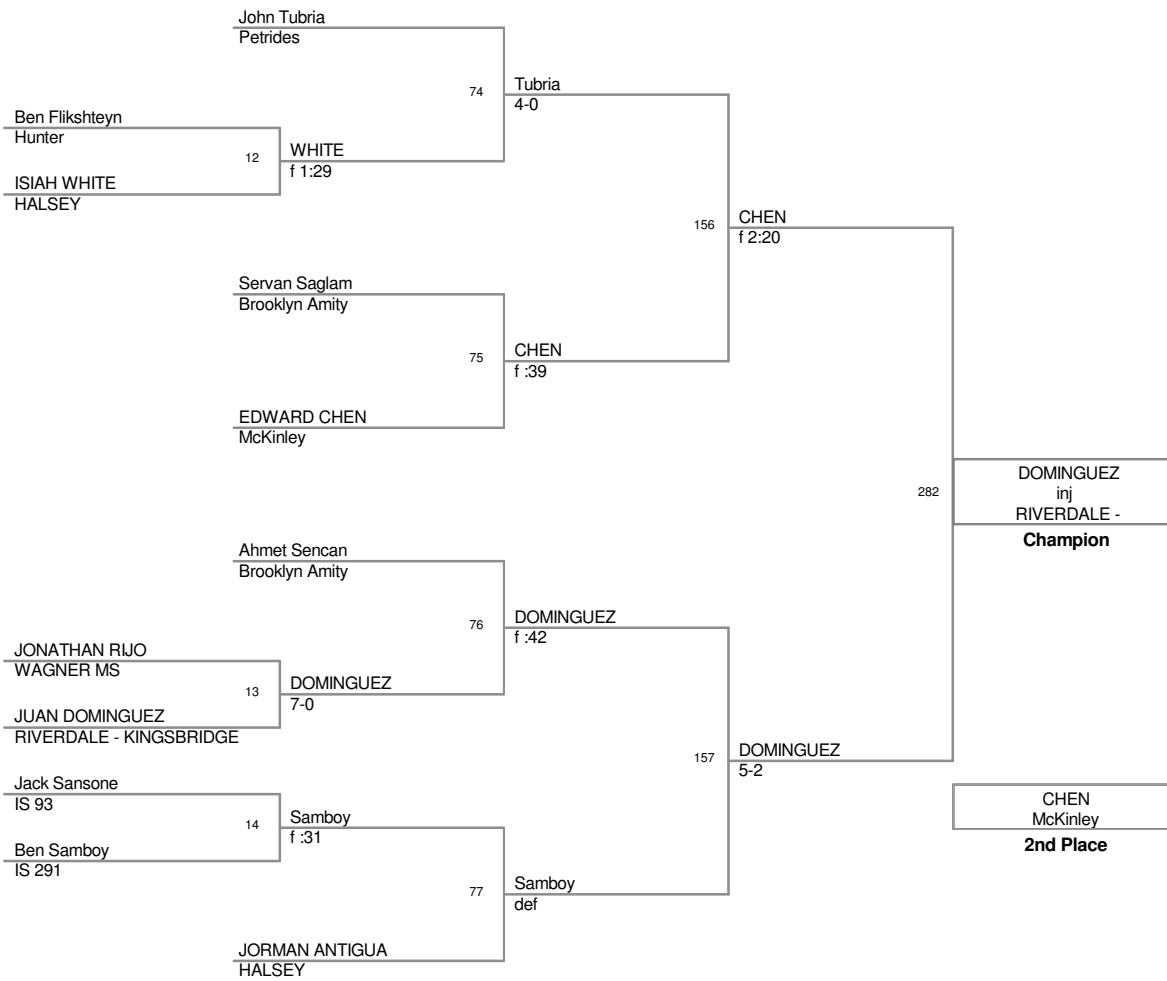 John Tubria
Petrides
74
Tubria
4-0
Ben Flikshteyn
Hunter
12
WHITE
f 1:29
ISIAH WHITE
HALSEY
156
CHEN
f 2:20
Servan Saglam
Brooklyn Amity
75
CHEN
f :39
EDWARD CHEN
McKinley
282
DOMINGUEZ
inj
RIVERDALE -
Champion
Ahmet Sencan
Brooklyn Amity
76
DOMINGUEZ
f :42
JONATHAN RIJO
WAGNER MS
13
DOMINGUEZ
7-0
JUAN DOMINGUEZ
RIVERDALE - KINGSBRIDGE
157
DOMINGUEZ
5-2
Jack Sansone
IS 93
14
Samboy
f :31
Ben Samboy
IS 291
CHEN
McKinley
2nd Place
77
Samboy
def
JORMAN ANTIGUA
HALSEY